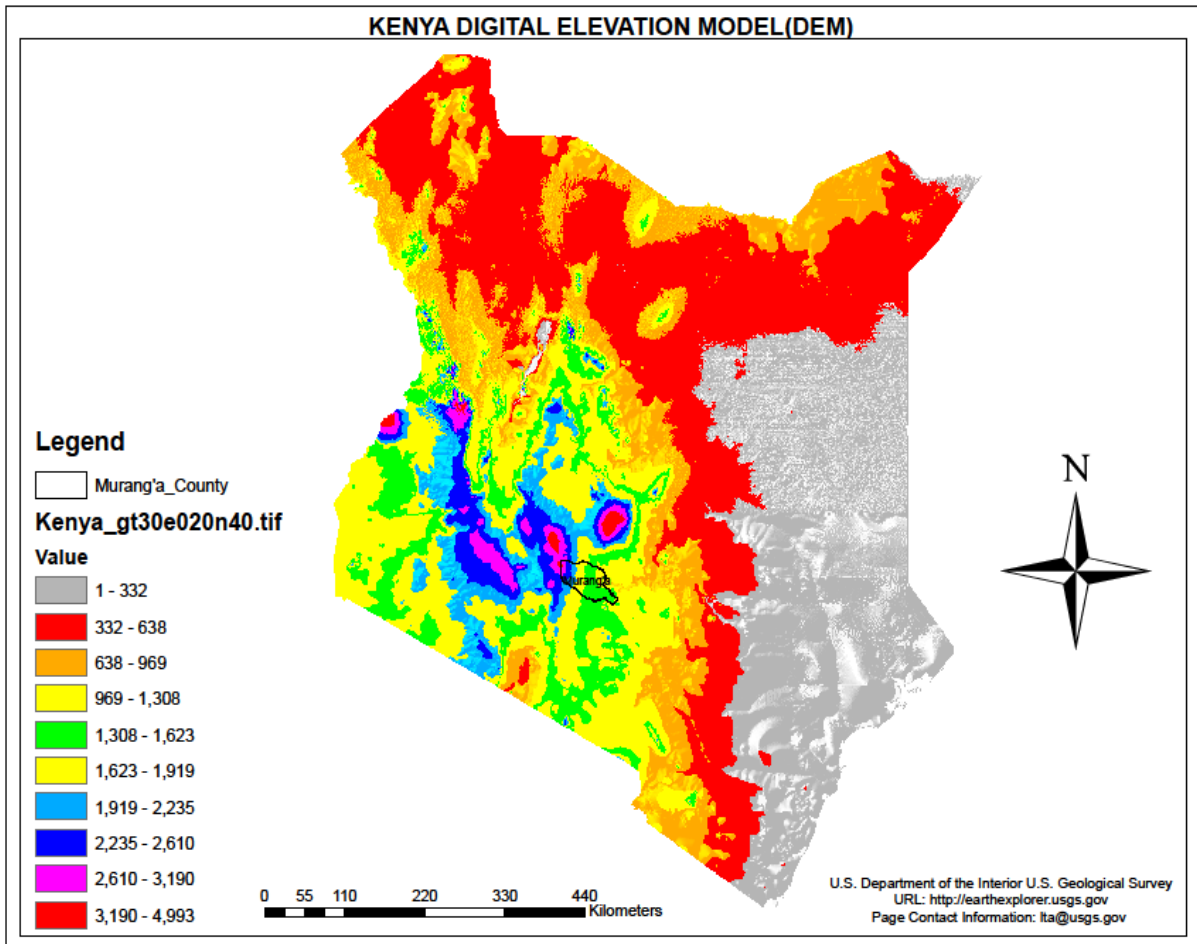 KENYA DIGITAL ELEVATION MODEL(DEM)
Legend
Murang'a_County
Kenya_gt30e020n40.tif
Value
1 - 332
332 - 638
638 - 969
969 - 1,308
1,308 - 1,623
1,623 - 1,919
1,919 - 2,235
2,235 - 2,610
2,610 - 3,190
3,190 - 4,993
Murang'a
N
0 55 110 220 330 440
Kilometers
U.S. Department of the Interior U.S. Geological Survey
URL: http://earthexplorer.usgs.gov
Page Contact Information: lta@usgs.gov